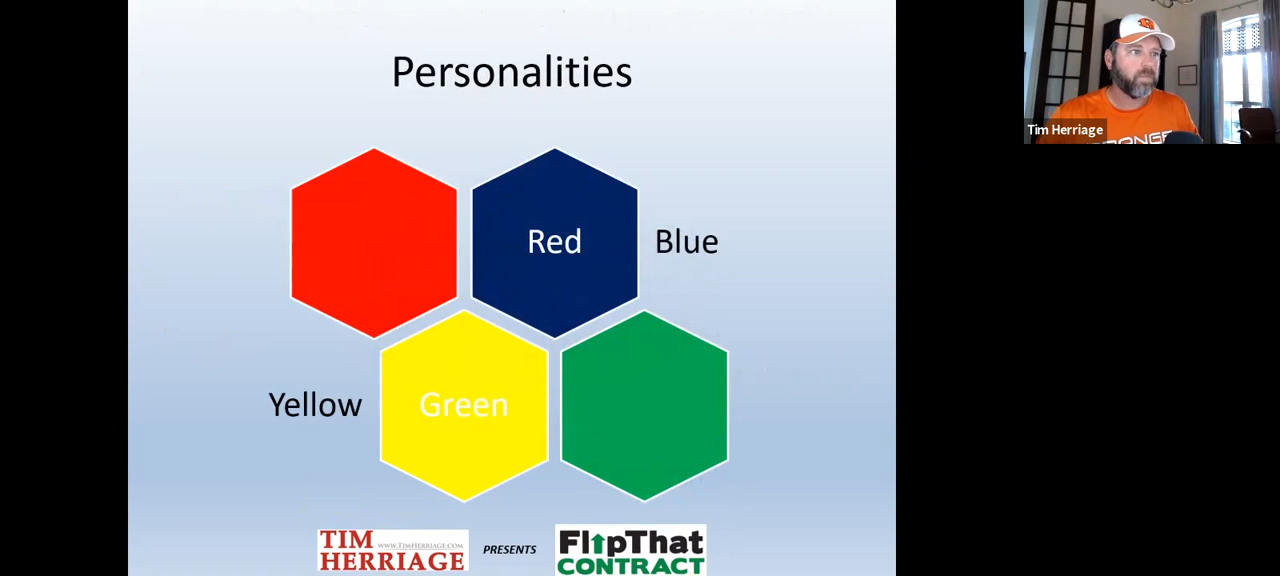 Personalities
Red
Blue
Yellow
Green
TIM
WWW.TIMHERRIAGE.COM
HERRIAGE
PRESENTS
FlipThat
CONTRACT
Tim Herriage